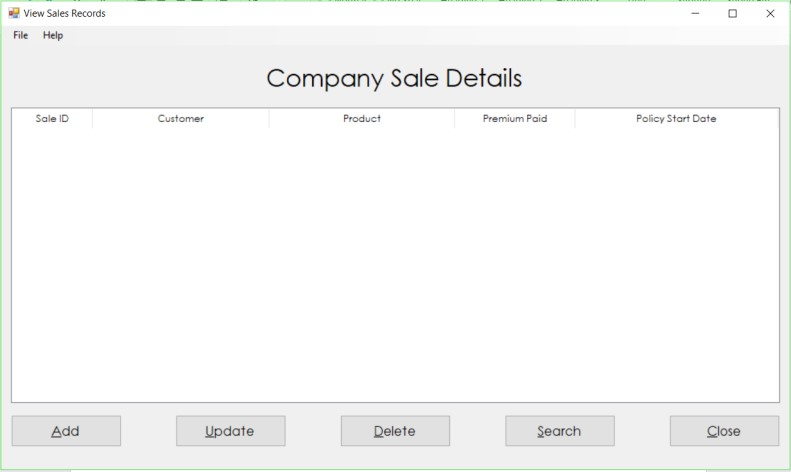 View Sales Records
File Help
Company Sale Details
Sale ID Customer Product Premium Paid Policy Start Date
Add Update Delete Search Close